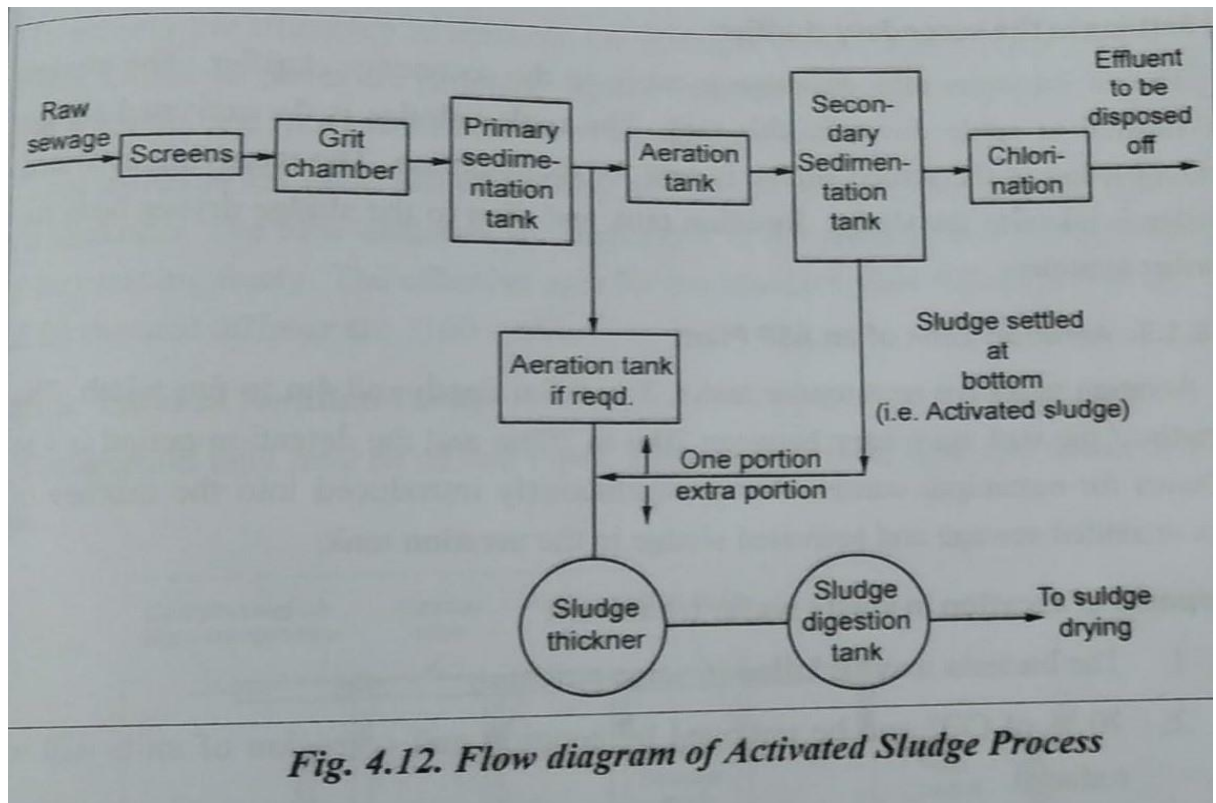 Raw
sewage
Screens
Grit
chamber
Primary
sedime-
ntation
tank
Aeration
tank
Secon-
dary
Sedimen-
tation
tank
Chlori-
nation
Effluent
to be
disposed
off
Aeration tank
if reqd.
Sludge settled
at
bottom
(i.e. Activated sludge)
One portion
extra portion
Sludge
thickner
Sludge
digestion
tank
To suldge
drying
Fig. 4.12. Flow diagram of Activated Sludge Process